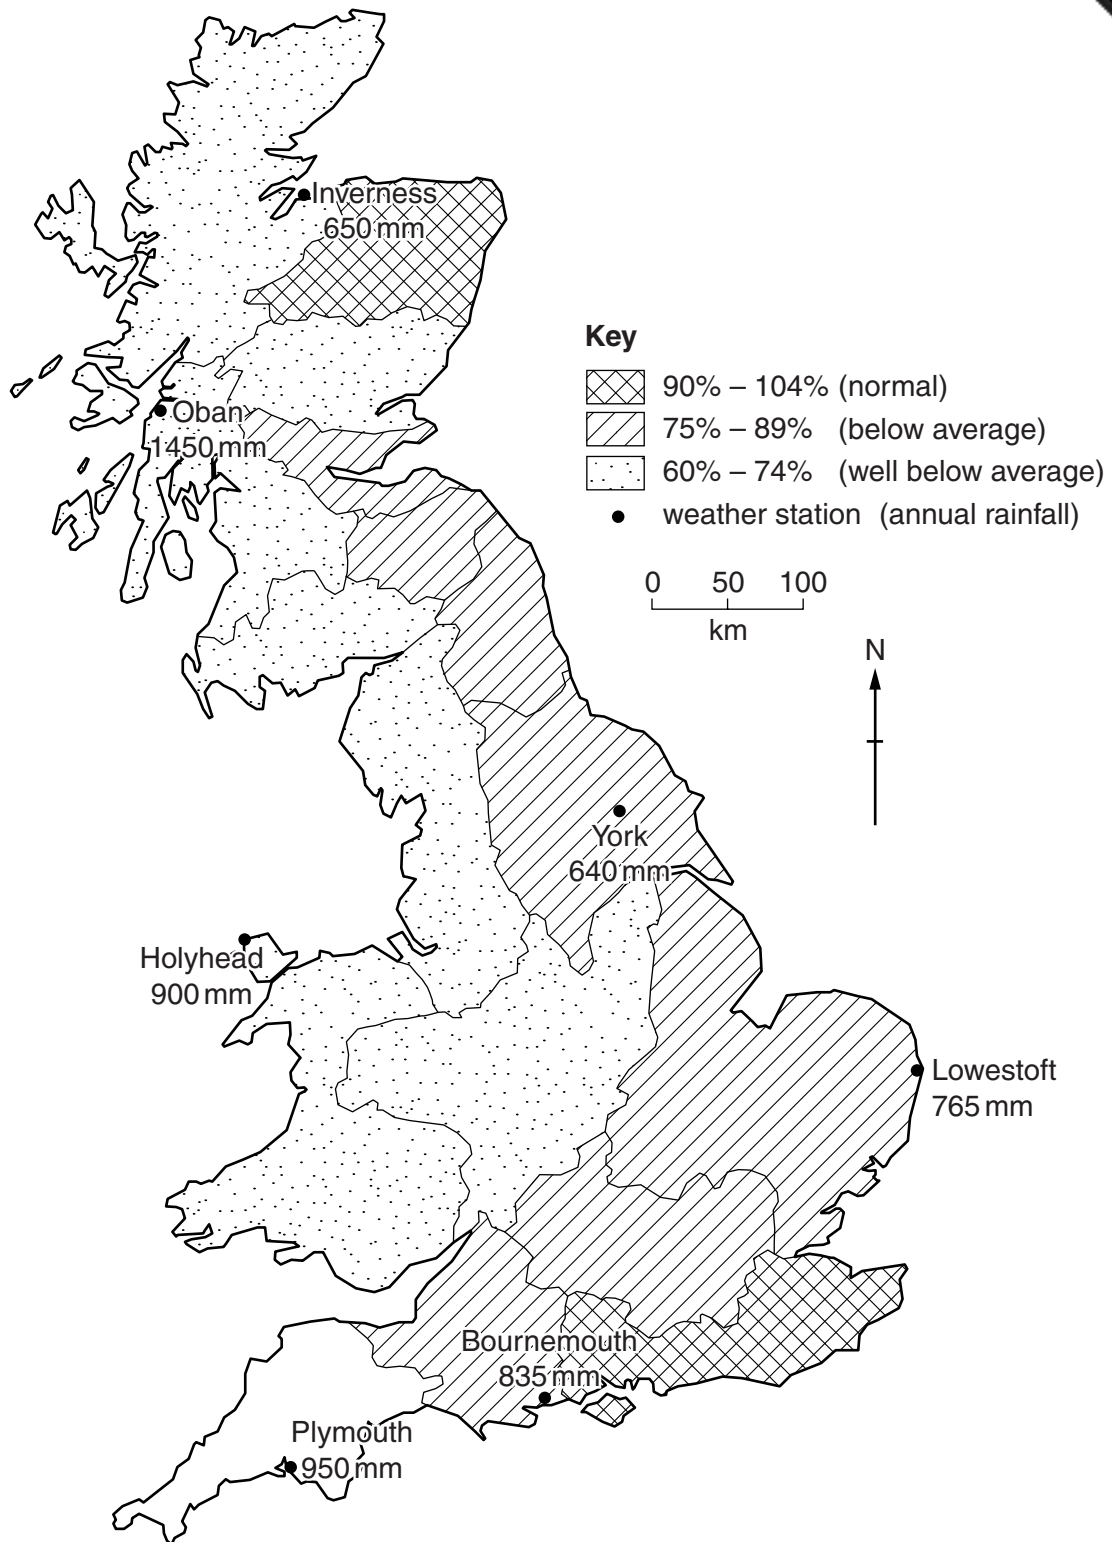 Inverness
650 mm
Key
90% – 104% (normal)
75% – 89% (below average)
Oban
1450 mm
60% – 74% (well below average)
weather station (annual rainfall)
0 50 100
km
N
York
640 mm
Holyhead
900 mm
Lowestoft
765 mm
Bournemouth
835 mm
Plymouth
950 mm